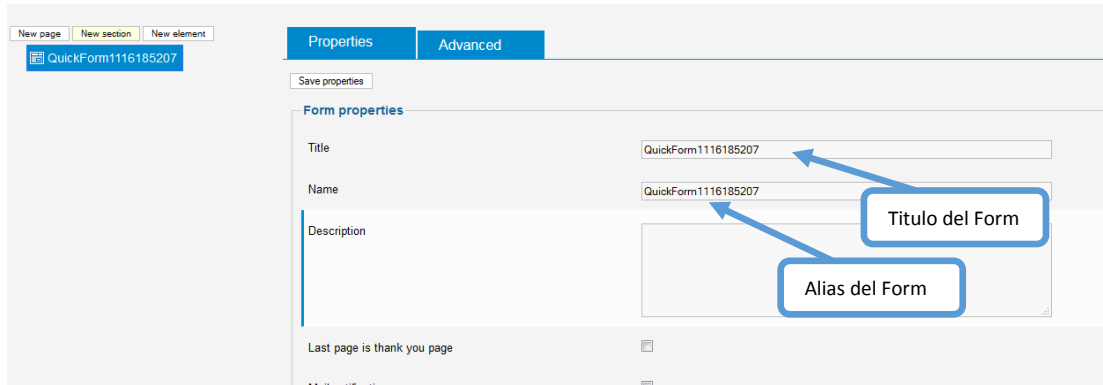 New page New section New element
QuickForm1116185207
Properties Advanced
Save properties
Form properties
Title QuickForm1116185207
Name QuickForm1116185207
Titulo del Form
Description
Alias del Form
Last page is thank you page